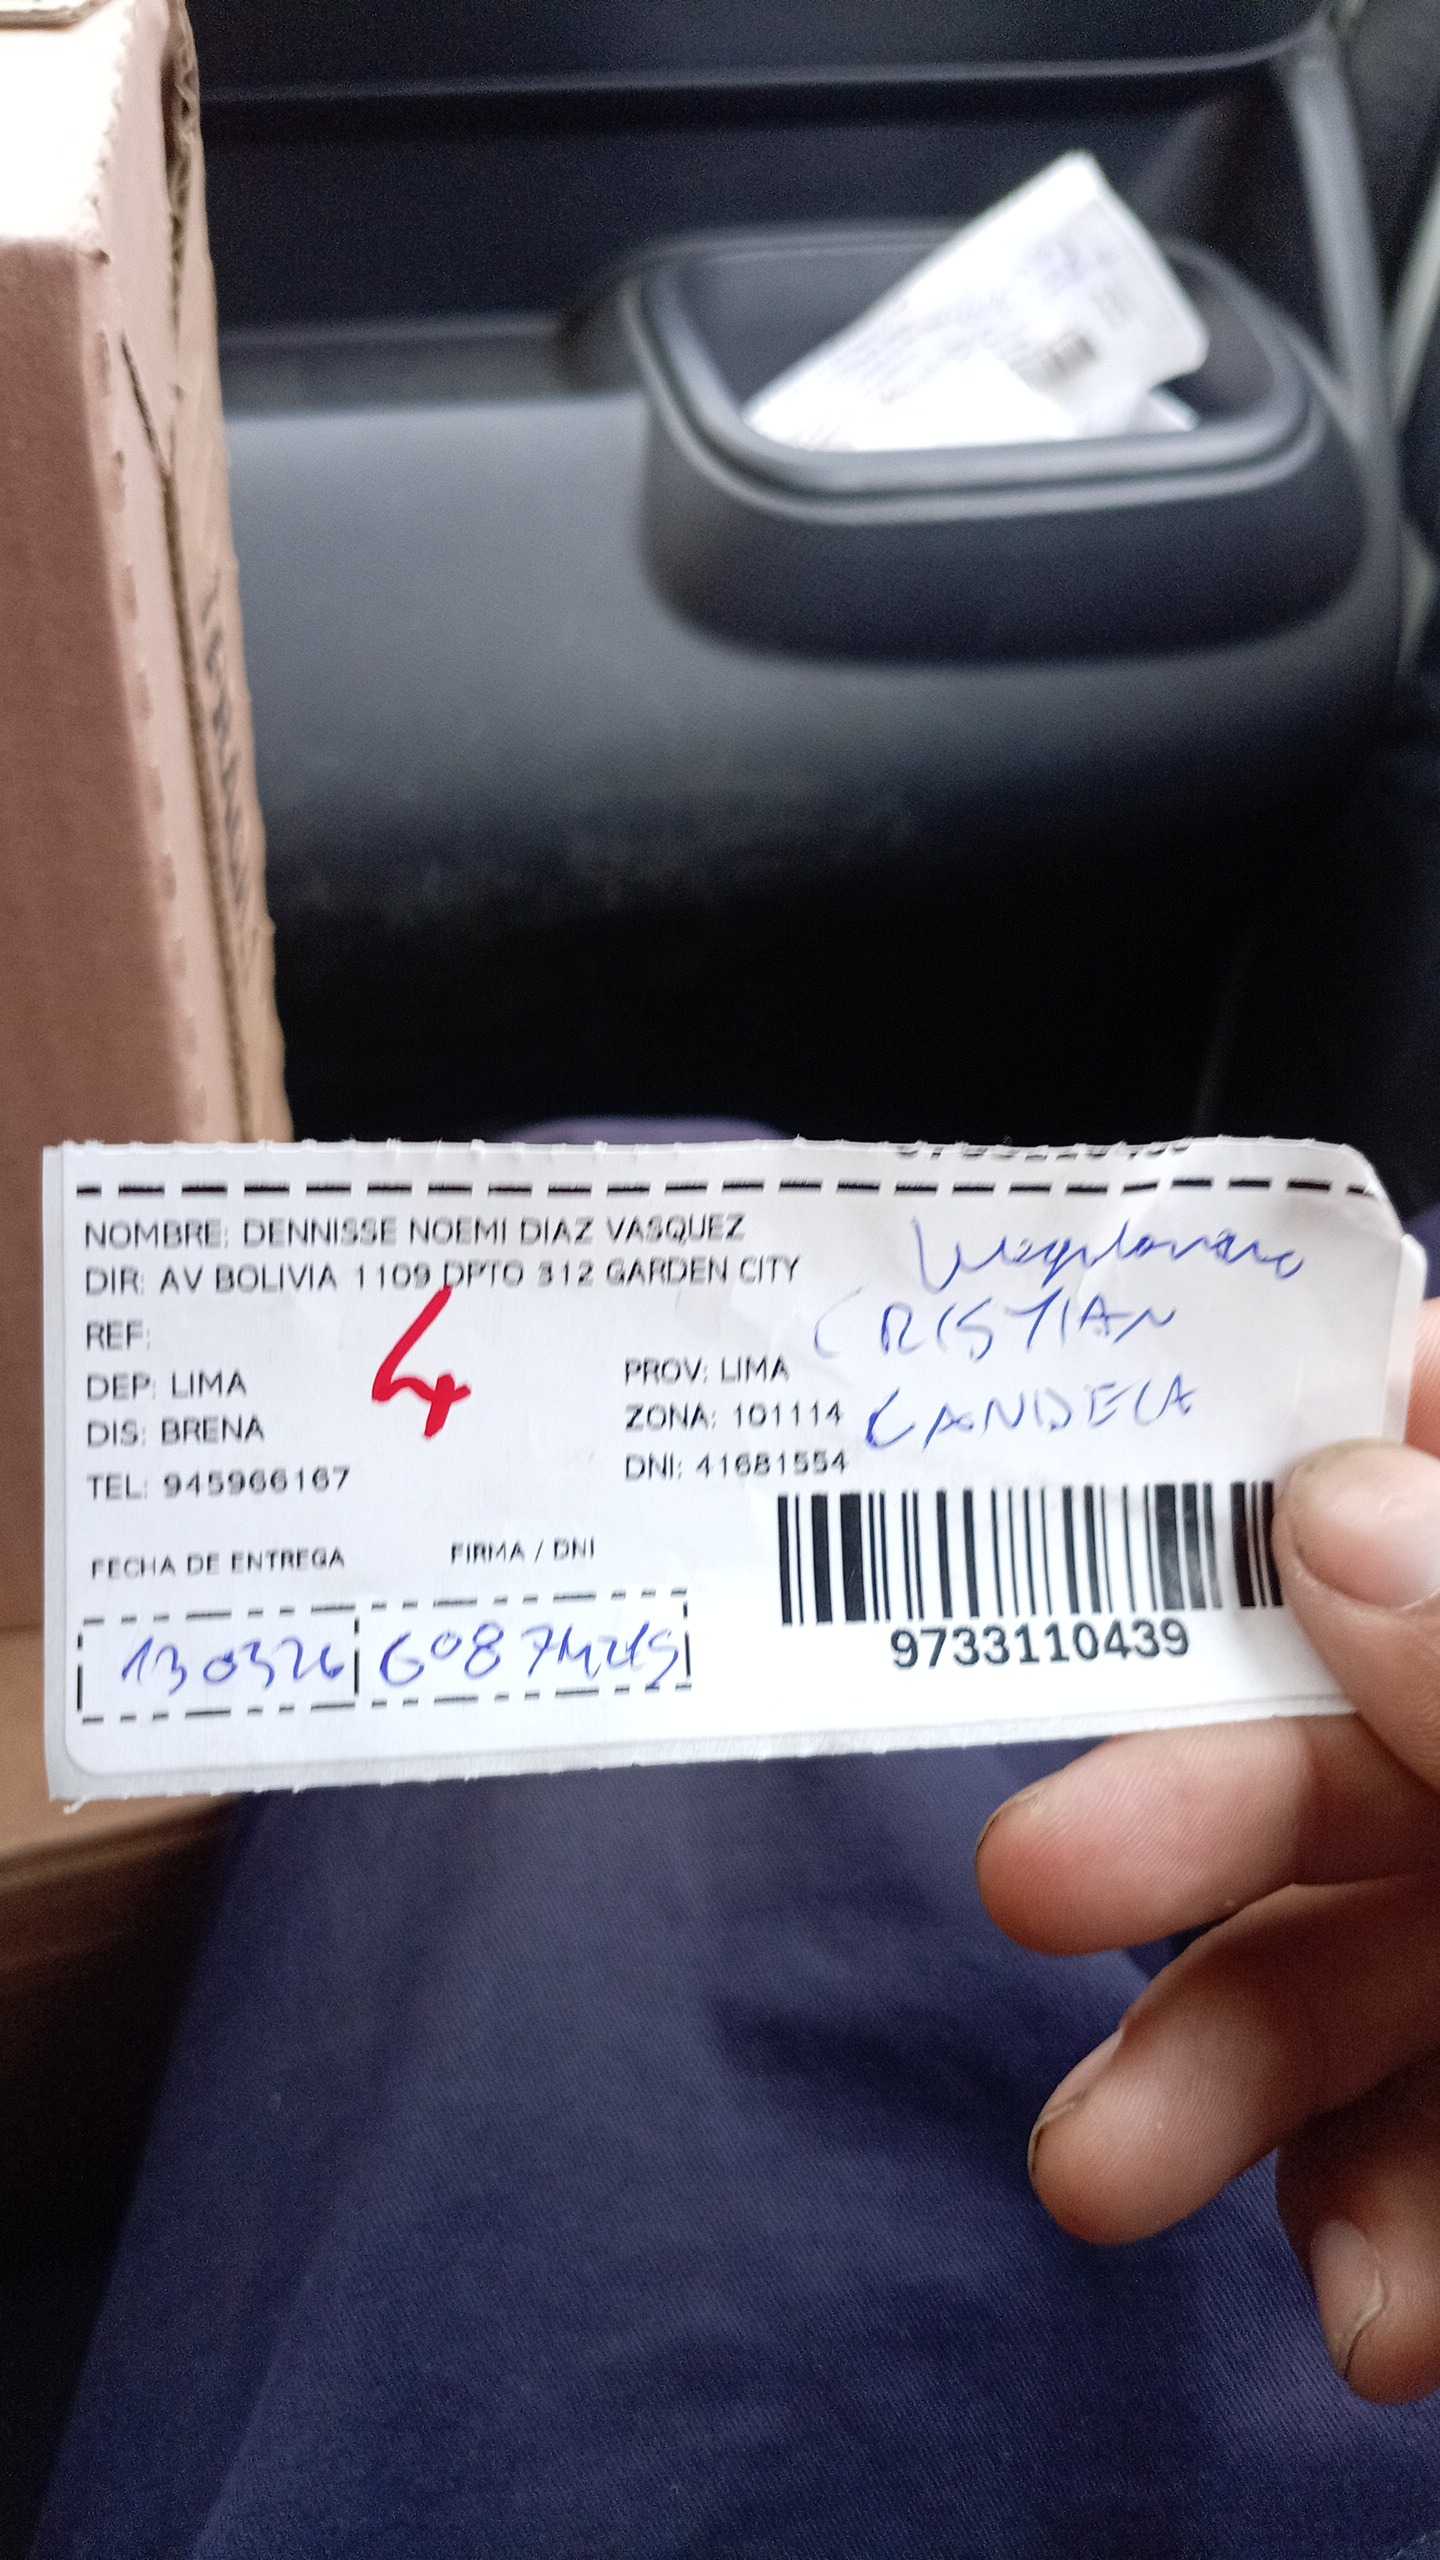 NOMBRE: DENNISSE NOEMI DIAZ VASQUEZ
DIR: AV BOLIVIA 1109 DPTO 312 GARDEN CITY
REF:
DEP: LIMA
PROV: LIMA
DIS: BRENA
ZONA: 101114
TEL: 945966167
DNI: 41681554
4
CRISTIAN
CANDELA
FECHA DE ENTREGA
FIRMA / DNI
130326
9733110439